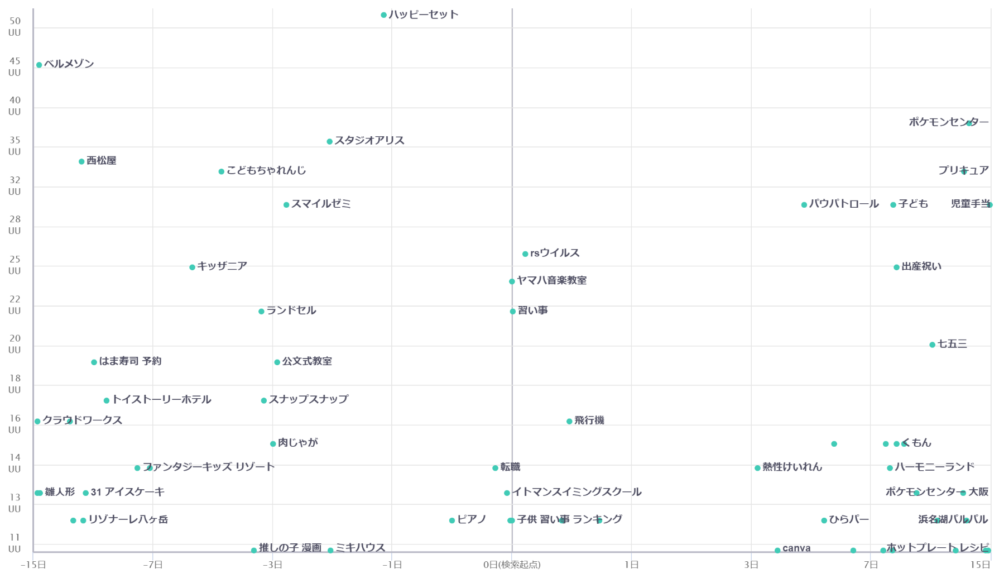 ハッピーセット
50
UU
45
UU
ベルメゾン
40
UU
ポケモンセンター
35
UU
スタジオアリス
西松屋
こどもちゃれんじ
プリキュア
32
UU
スマイルゼミ
パウパトロール
子ども
児童手当
28
UU
rsウイルス
25
UU
キッザニア
出産祝い
ヤマハ音楽教室
22
UU
ランドセル
習い事
20
UU
七五三
はま寿司 予約
公文式教室
18
UU
トイストーリーホテル
スナップスナップ
16
UU
クラウドワークス
飛行機
肉じゃが
くもん
14
UU
ファンタジーキッズ リゾート
転職
熱性けいれん
ハーモニーランド
雛人形
31 アイスケーキ
イトマンスイミングスクール
ポケモンセンター 大阪
13
UU
リゾナーレ八ヶ岳
ピアノ
子供 習い事 ランキング
ひらパー
浜名湖パルパル
11
UU
推しの子 漫画
ミキハウス
canva
ホットプレート レシピ
-15日
-7日
-3日
-1日
0日(検索起点)
1日
3日
7日
15日